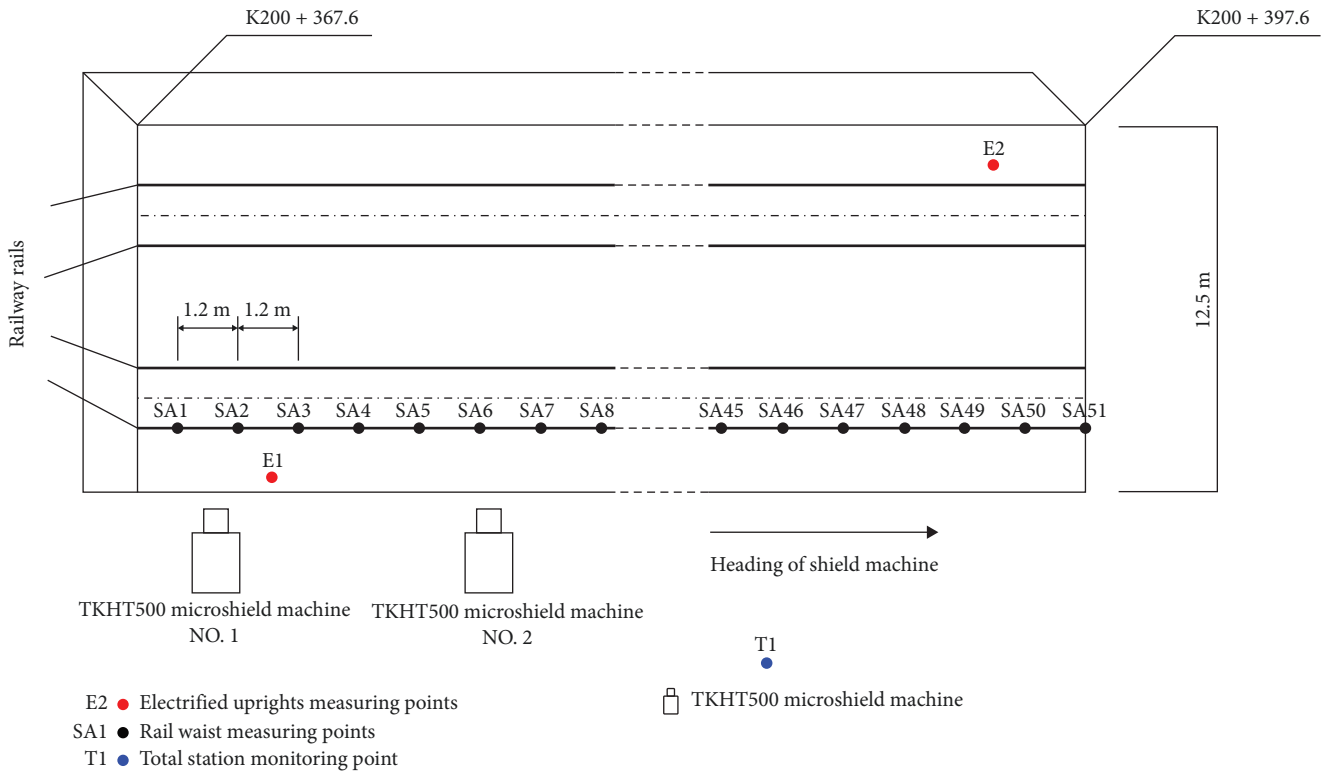 K200 + 367.6
K200 + 397.6
E2
Railway rails
1.2 m 1.2 m
12.5 m
SA1 SA2 SA3 SA4 SA5 SA6 SA7 SA8 SA45 SA46 SA47 SA48 SA49 SA50 SA51
E1
Heading of shield machine
TKHT500 microshield machine
NO. 1
TKHT500 microshield machine
NO. 2
T1
TKHT500 microshield machine
E2 Electrified uprights measuring points
SA1 Rail waist measuring points
T1 Total station monitoring point